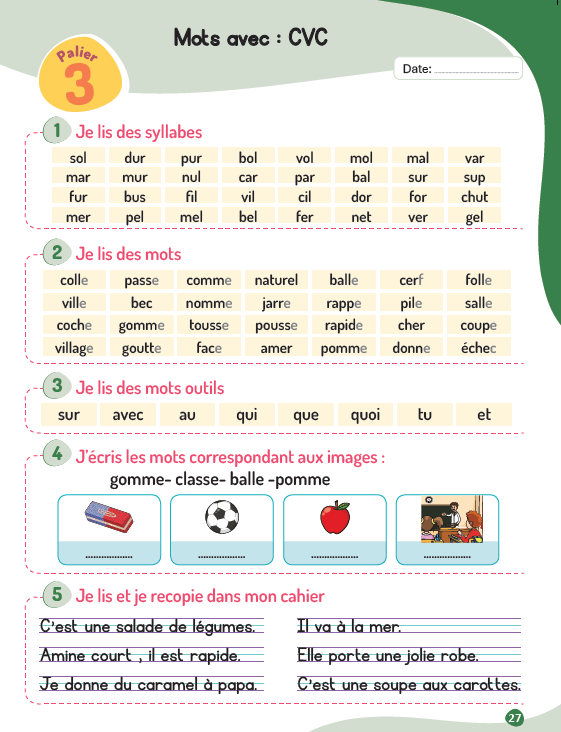 Mots avec : CVC
Palier
3
Date: ........................
1 Je lis des syllabes
sol dur pur bol vol mol mal var
mar mur nul car par bal sur sup
fur bus fil vil cil dor for chut
mer pel mel bel fer net ver gel
2 Je lis des mots
colle passe comme naturel balle cerf folle
ville bec nomme jarre rappe pile salle
coche gomme tousse pousse rapide cher coupe
village goutte face amer pomme donne échec
3 Je lis des mots outils
sur avec au qui que quoi tu et
4 J'écris les mots correspondant aux images :
gomme- classe- balle -pomme
.................. .................. .................. ..................
5 Je lis et je recopie dans mon cahier
C'est une salade de légumes. Il va à la mer.
Amine court , il est rapide. Elle porte une jolie robe.
Je donne du caramel à papa. C'est une soupe aux carottes.
27